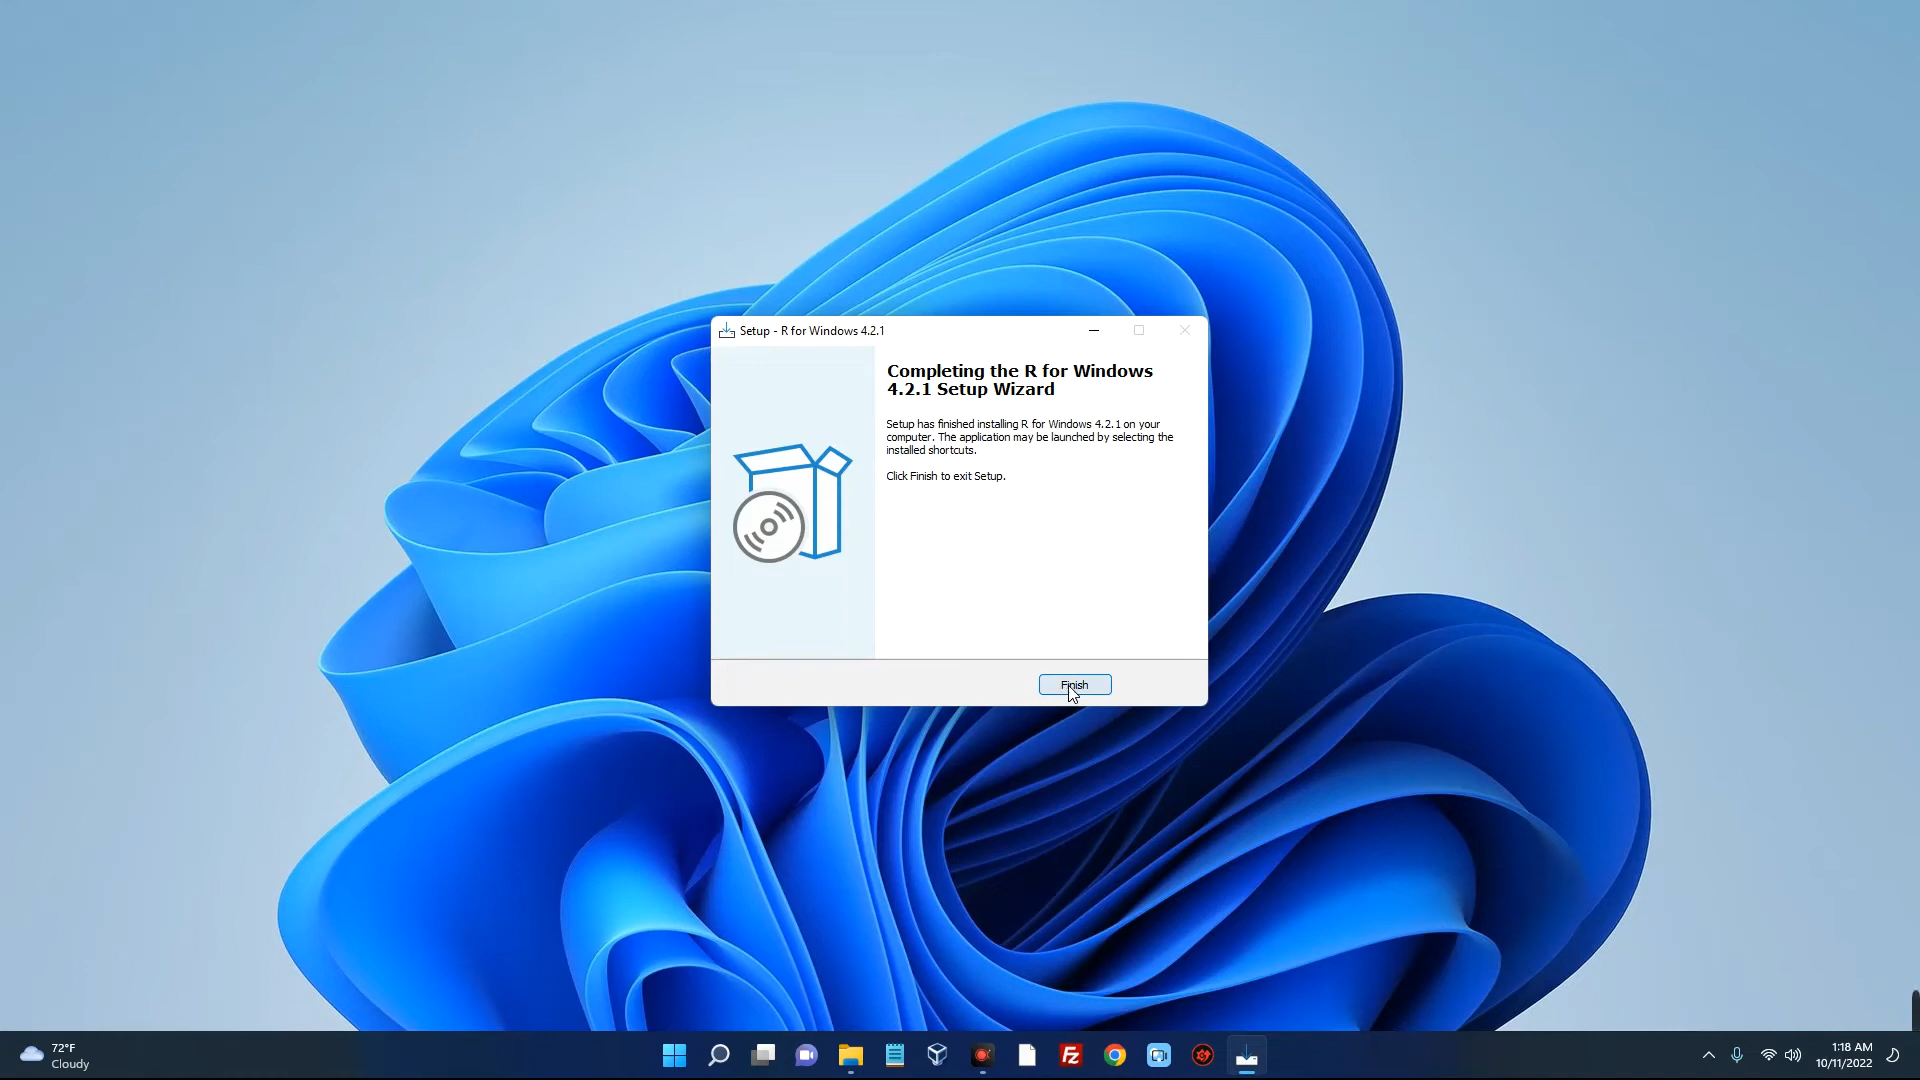 Setup - R for Windows 4.2.1
Completing the R for Windows
4.2.1 Setup Wizard
Setup has finished installing R for Windows 4.2.1 on your
computer. The application may be launched by selecting the
installed shortcuts.
Click Finish to exit Setup.
Finish
72°F
Cloudy
Fz
1:18 AM
10/11/2022